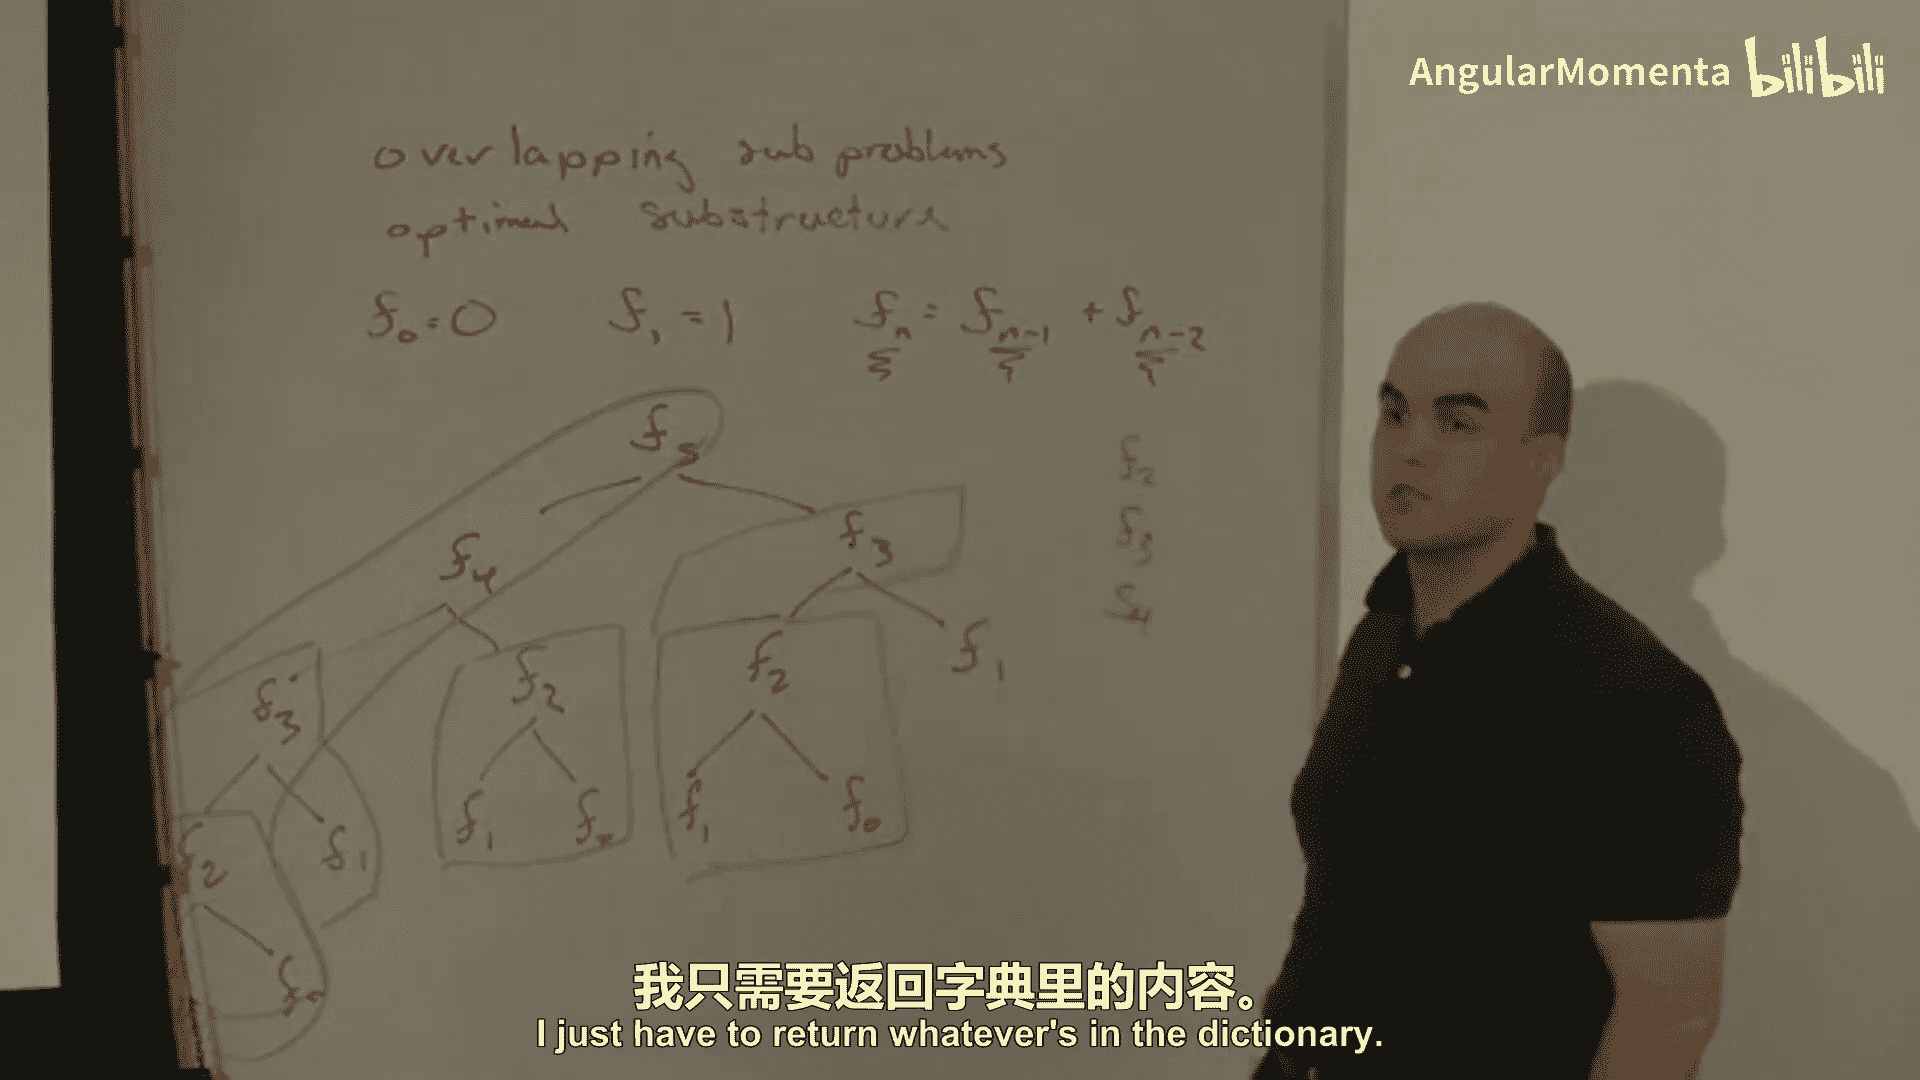 AngularMomenta bilibili
overlapping sub problems
optimal substructure
f₀ = 0 f₁ = 1 fₙ = fₙ₋₁ + fₙ₋₂
f₅
f₄ f₃
f₃ f₂ f₂ f₁
f₂ f₁ f₁ f₀ f₁ f₀
f₀
f₂
f₃
f₄
我只需要返回字典里的内容。
I just have to return whatever's in the dictionary.